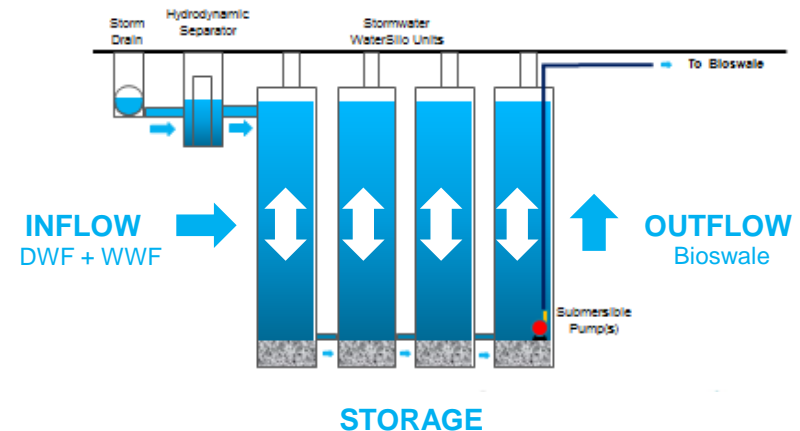 Storm
Drain
Hydrodynamic
Separator
Stormwater
WaterSilo Units
To Bioswale
INFLOW
DWF + WWF
OUTFLOW
Bioswale
Submersible
Pump(s)
STORAGE